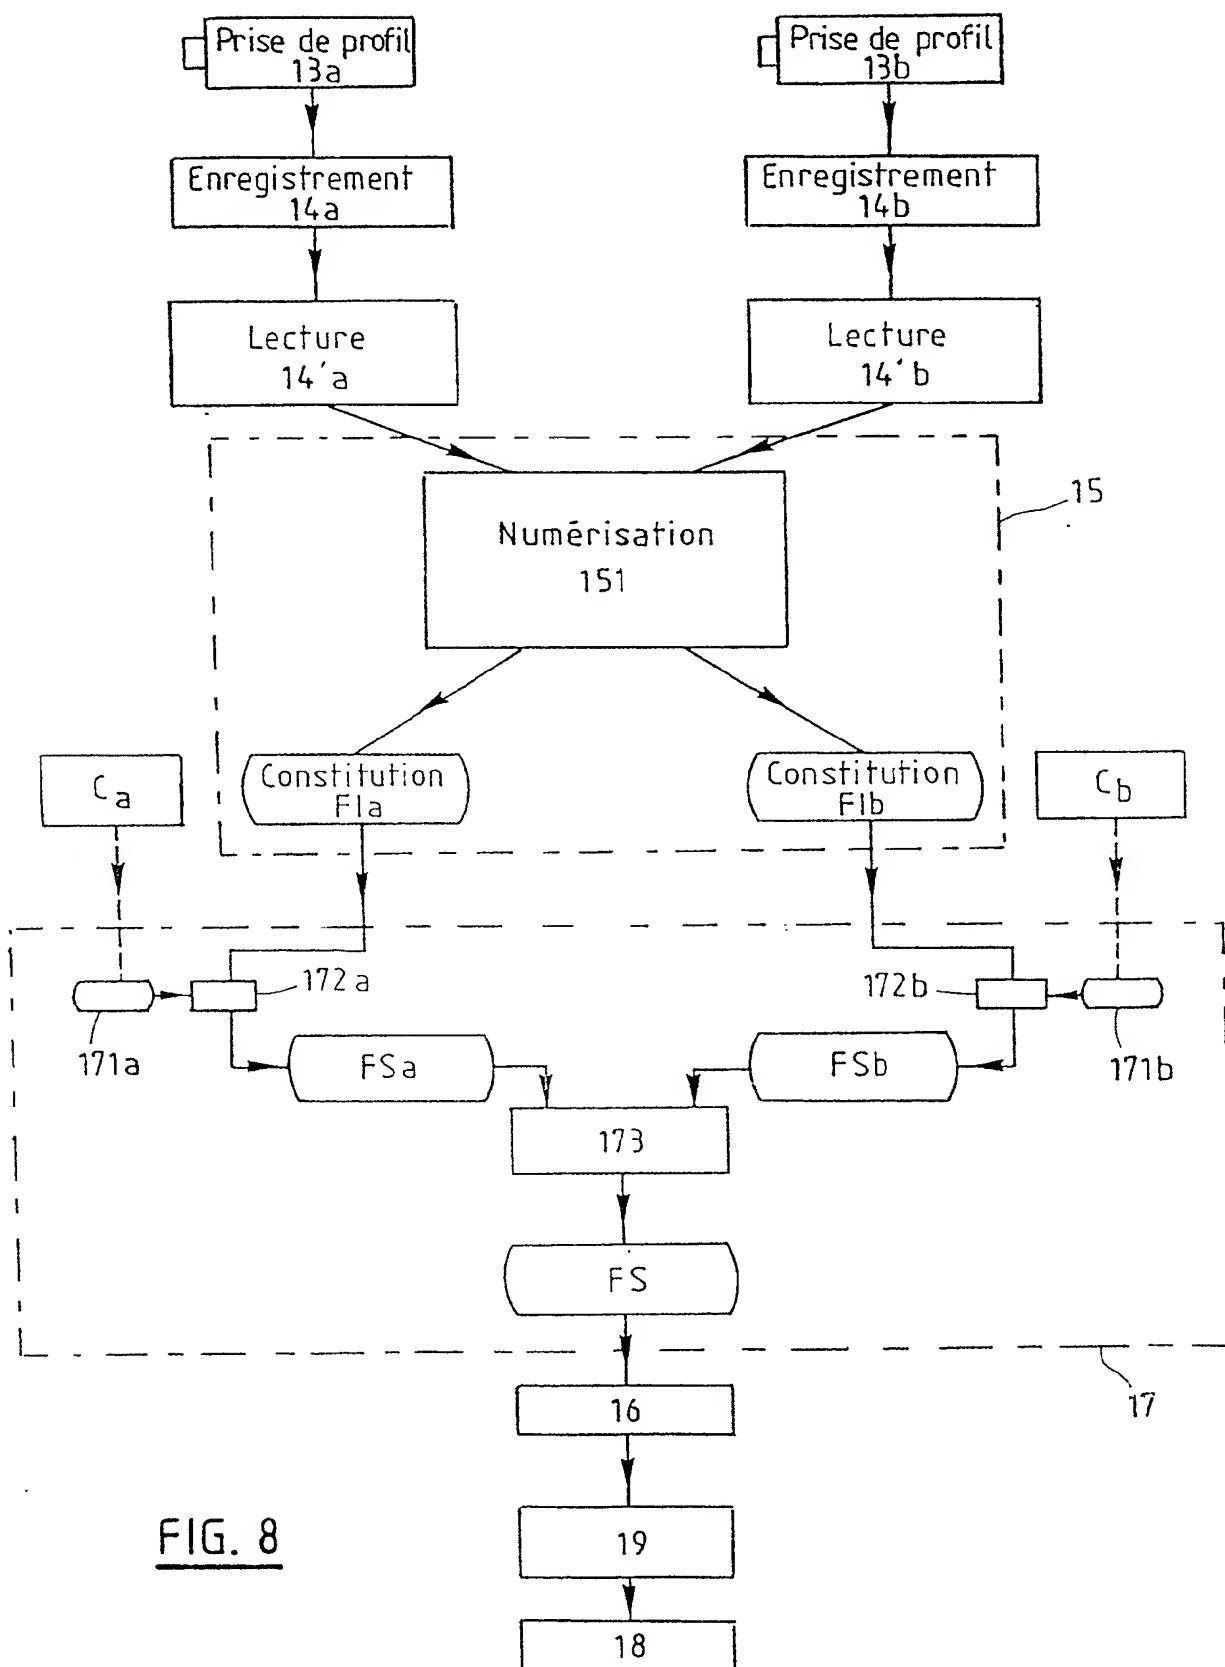 Prise de profil
13a
Prise de profil
13b
Enregistrement
14a
Enregistrement
14b
Lecture
14'a
Lecture
14'b
15
Numérisation
151
Constitution
FIa
Constitution
FIb
Ca
Cb
172a
172b
171a
171b
FSa
FSb
173
FS
17
16
19
18
FIG. 8